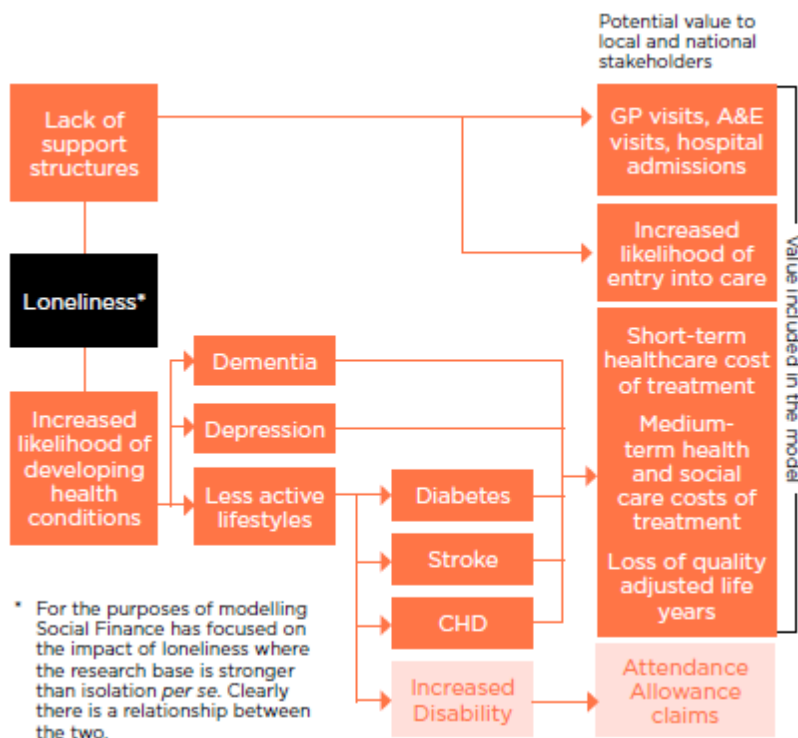 Potential value to
local and national
stakeholders
Lack of
support
structures
GP visits, A&E
visits, hospital
admissions
Increased
likelihood of
entry into care
Loneliness*
Short-term
healthcare cost
of treatment
Medium-
term health
and social
care costs of
treatment
Loss of quality
adjusted life
years
Value included in the model
Increased
likelihood of
developing
health
conditions
Dementia
Depression
Less active
lifestyles
Diabetes
Stroke
CHD
Increased
Disability
Attendance
Allowance
claims
* For the purposes of modelling
Social Finance has focused on
the impact of loneliness where
the research base is stronger
than isolation per se. Clearly
there is a relationship between
the two.